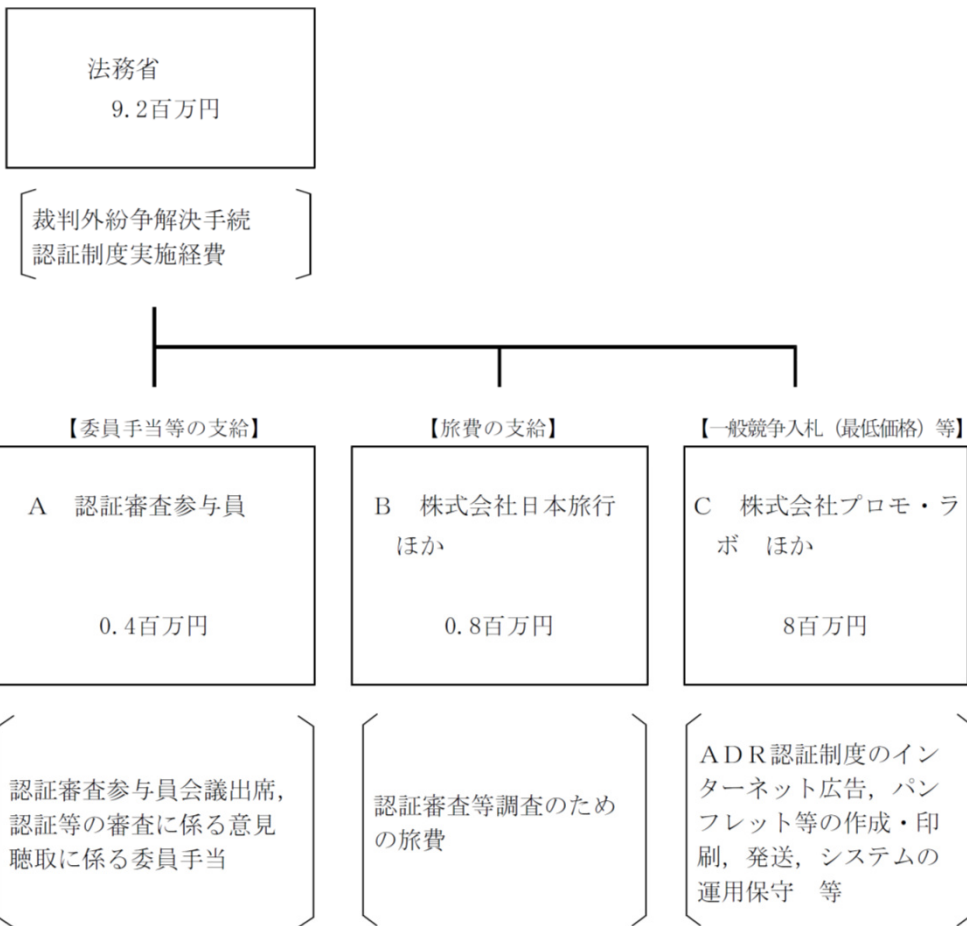 法務省
9.2百万円
裁判外紛争解決手続
認証制度実施経費
【委員手当等の支給】
A 認証審査参与員
0.4百万円
認証審査参与員会議出席,
認証等の審査に係る意見
聴取に係る委員手当
【旅費の支給】
B 株式会社日本旅行
ほか
0.8百万円
認証審査等調査のため
の旅費
【一般競争入札（最低価格）等】
C 株式会社プロモ・ラ
ボ ほか
8百万円
ＡＤＲ認証制度のイン
ターネット広告，パン
フレット等の作成・印
刷，発送，システムの
運用保守 等